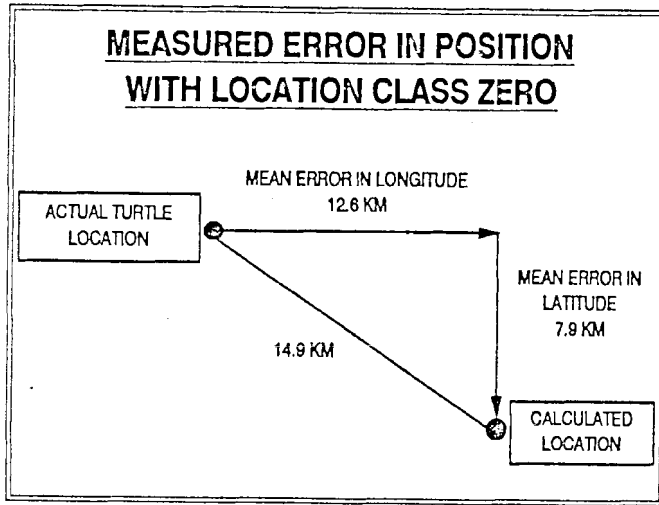 MEASURED ERROR IN POSITION
WITH LOCATION CLASS ZERO
MEAN ERROR IN LONGITUDE
12.6 KM
ACTUAL TURTLE
LOCATION
MEAN ERROR IN
LATITUDE
7.9 KM
14.9 KM
CALCULATED
LOCATION